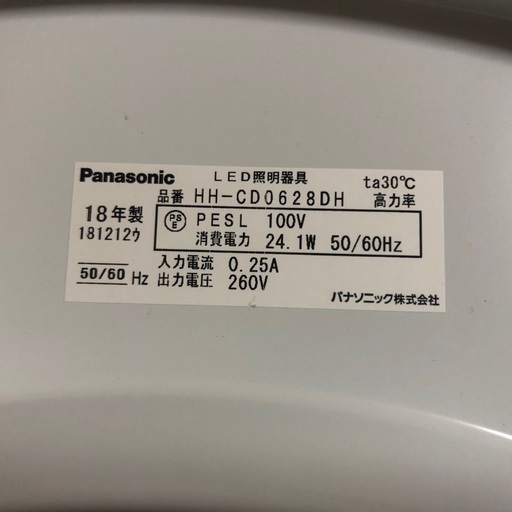 Panasonic LED照明器具 ta30℃
品番 HH-CD0628DH 高力率
18年製 PSE PESL 100V
181212ウ 消費電力 24.1W 50/60Hz
入力電流 0.25A
50/60 Hz 出力電圧 260V
パナソニック株式会社